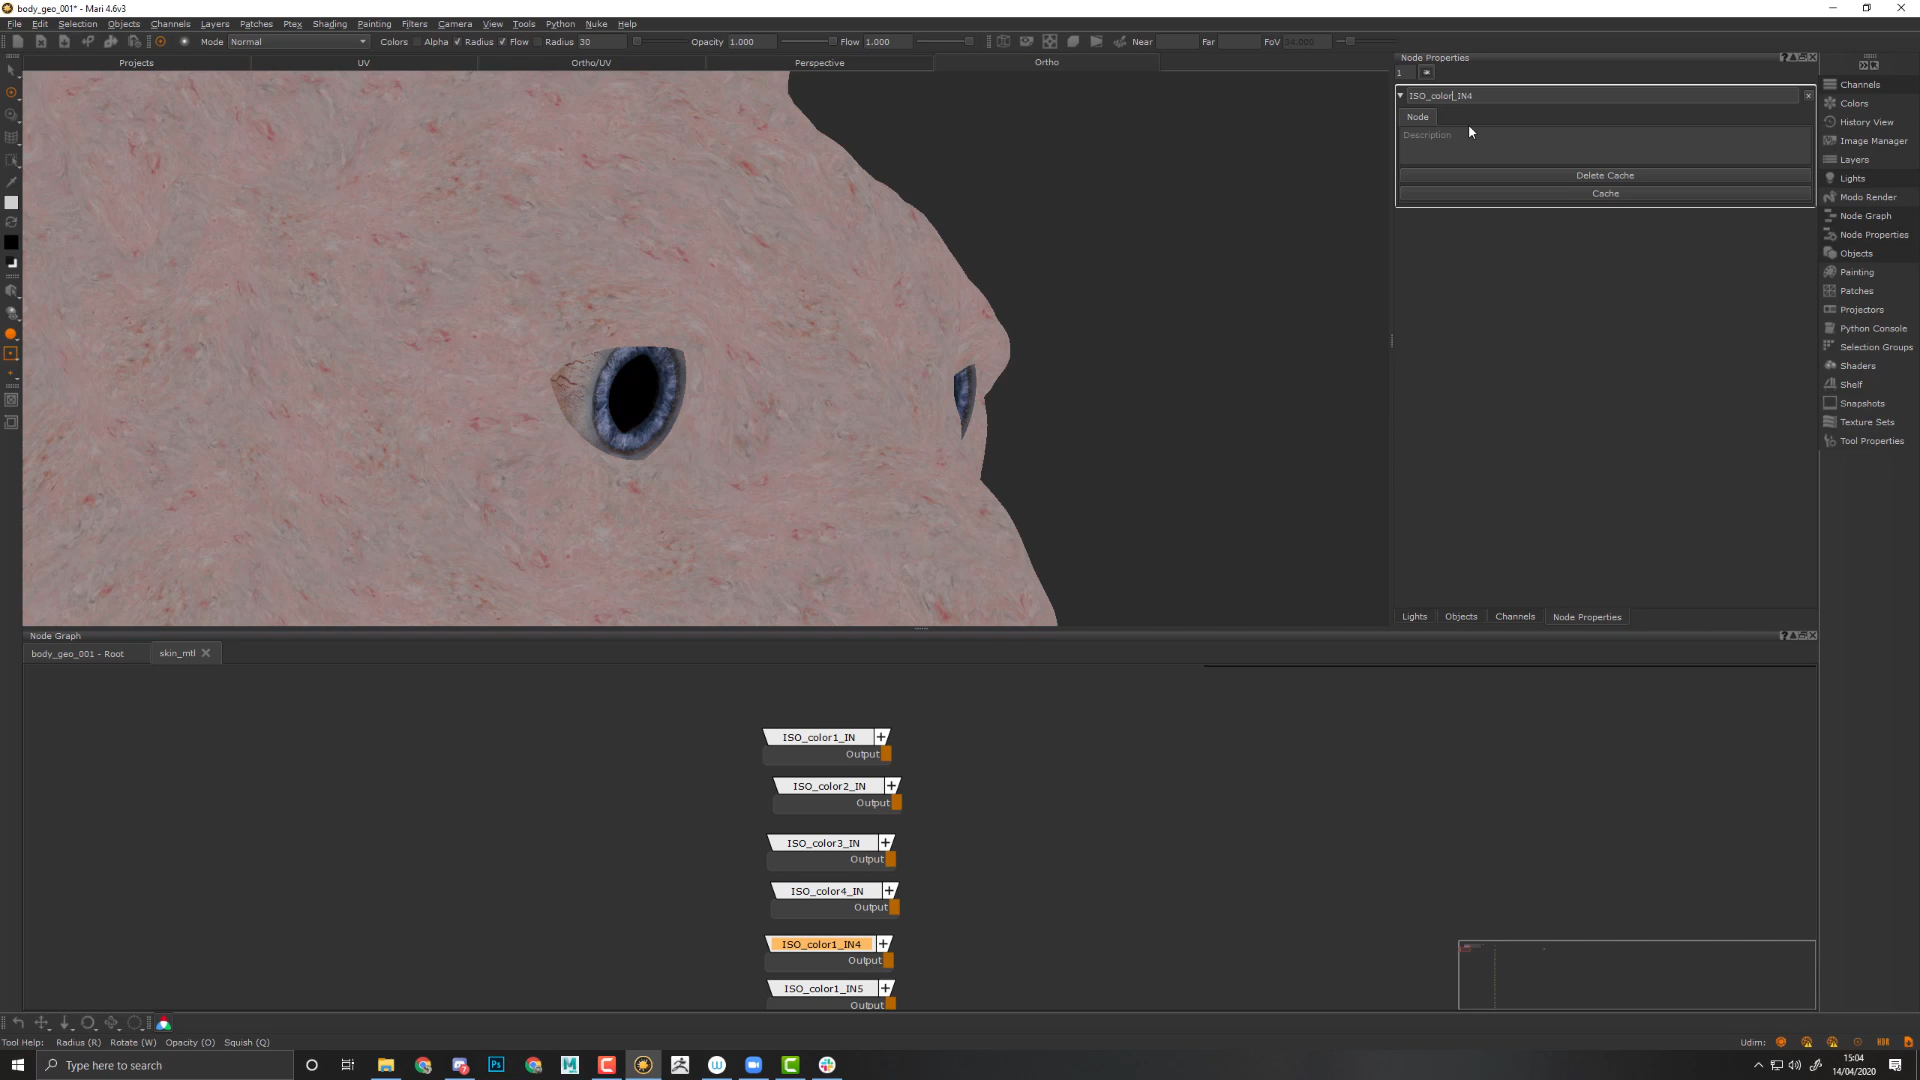 body_geo_001* - Mari 4.6v3
File Edit Selection Objects Channels Layers Patches Ptex Shading Painting Filters Camera View Tools Python Nuke Help
Mode Normal Colors Alpha Radius Flow Radius 30 Opacity 1.000 Flow 1.000 Near Far FoV 34.000
Projects UV Ortho/UV Perspective Ortho
Node Properties
1
ISO_color_IN4
Node
Description
Delete Cache
Cache
Channels
Colors
History View
Image Manager
Layers
Lights
Modo Render
Node Graph
Node Properties
Objects
Painting
Patches
Projectors
Python Console
Selection Groups
Shaders
Shelf
Snapshots
Texture Sets
Tool Properties
Lights Objects Channels Node Properties
Node Graph
body_geo_001 - Root skin_mtl
ISO_color1_IN +
Output
ISO_color2_IN +
Output
ISO_color3_IN +
Output
ISO_color4_IN +
Output
ISO_color1_IN4 +
Output
ISO_color1_IN5 +
Output
Tool Help: Radius (R) Rotate (W) Opacity (O) Squish (Q)
Udim:
Type here to search
15:04
14/04/2020